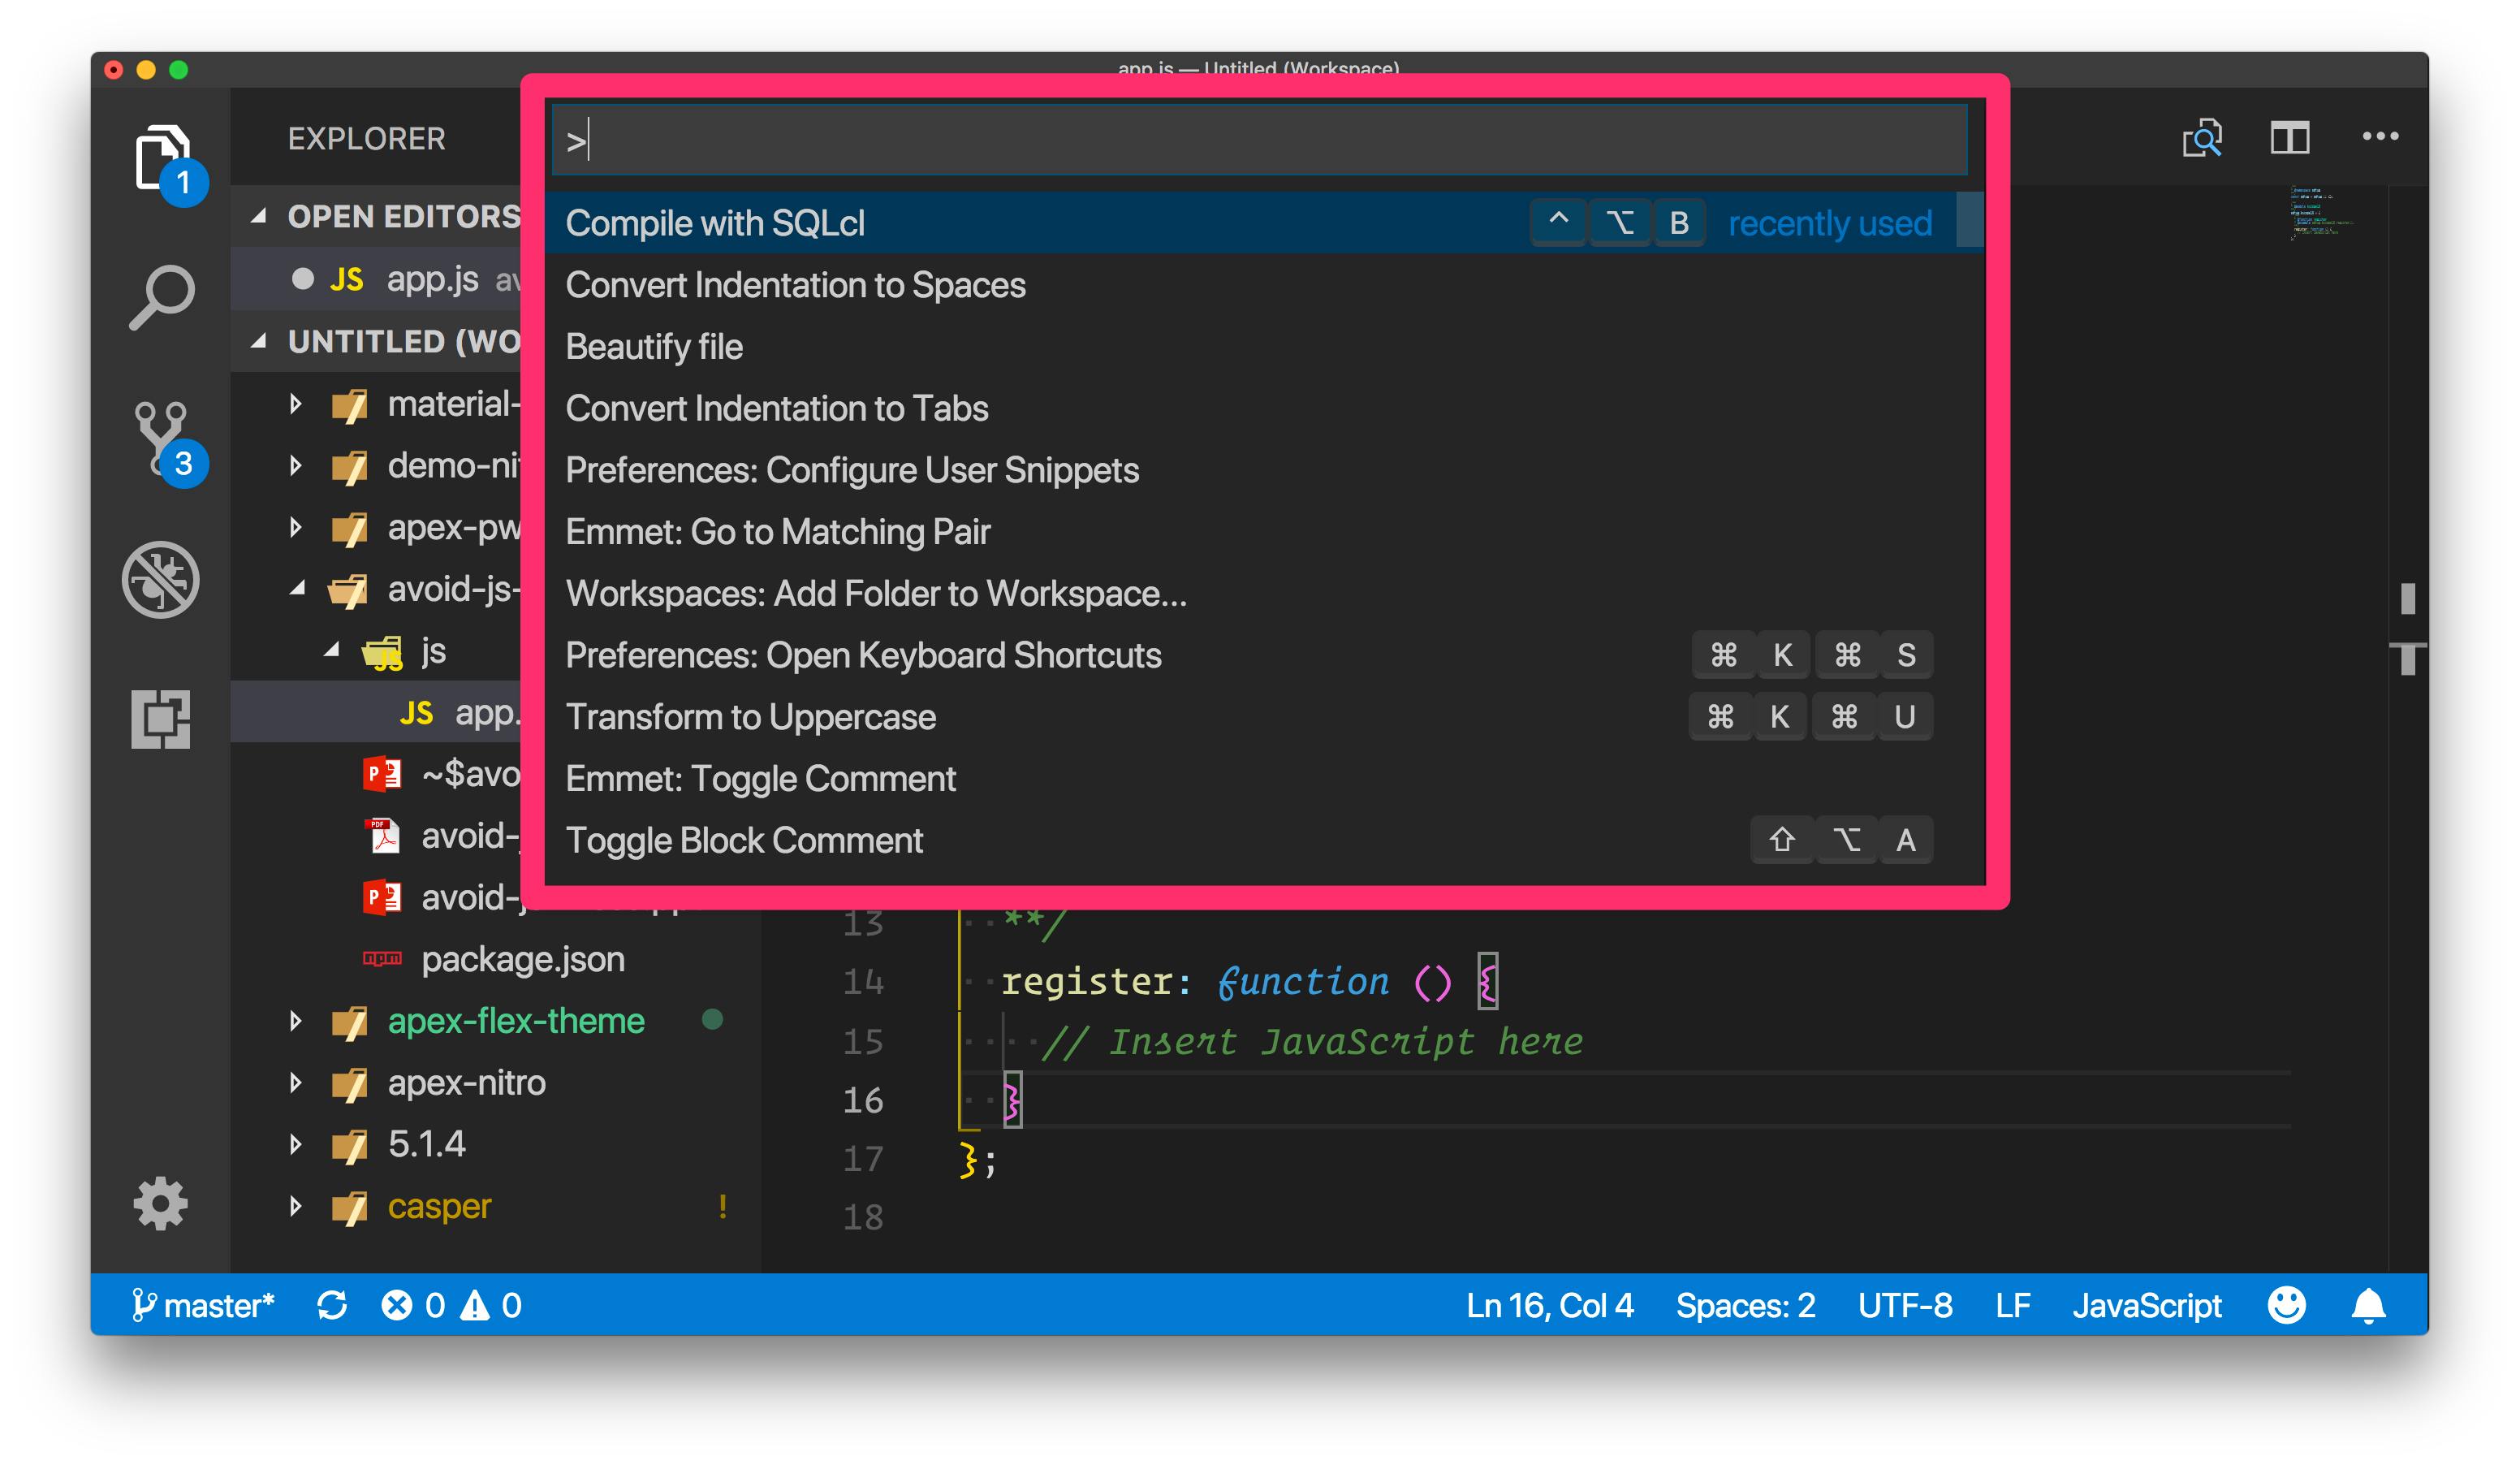 app.js — Untitled (Workspace)
EXPLORER
1
OPEN EDITORS
JS app.js
UNTITLED (WO
material-
demo-
3
apex-pw
avoid-js-
JS js
JS app.
~$avo
PDF avoid-
avoid-
npm package.json
apex-flex-theme
apex-nitro
5.1.4
casper !
>
Compile with SQLcl ^ ⌥ B recently used
Convert Indentation to Spaces
Beautify file
Convert Indentation to Tabs
Preferences: Configure User Snippets
Emmet: Go to Matching Pair
Workspaces: Add Folder to Workspace...
Preferences: Open Keyboard Shortcuts ⌘ K ⌘ S
Transform to Uppercase ⌘ K ⌘ U
Emmet: Toggle Comment
Toggle Block Comment ⇧ ⌥ A
13 **/
14 register: function () {
15 // Insert JavaScript here
16 }
17 };
18
master* 0 0 Ln 16, Col 4 Spaces: 2 UTF-8 LF JavaScript